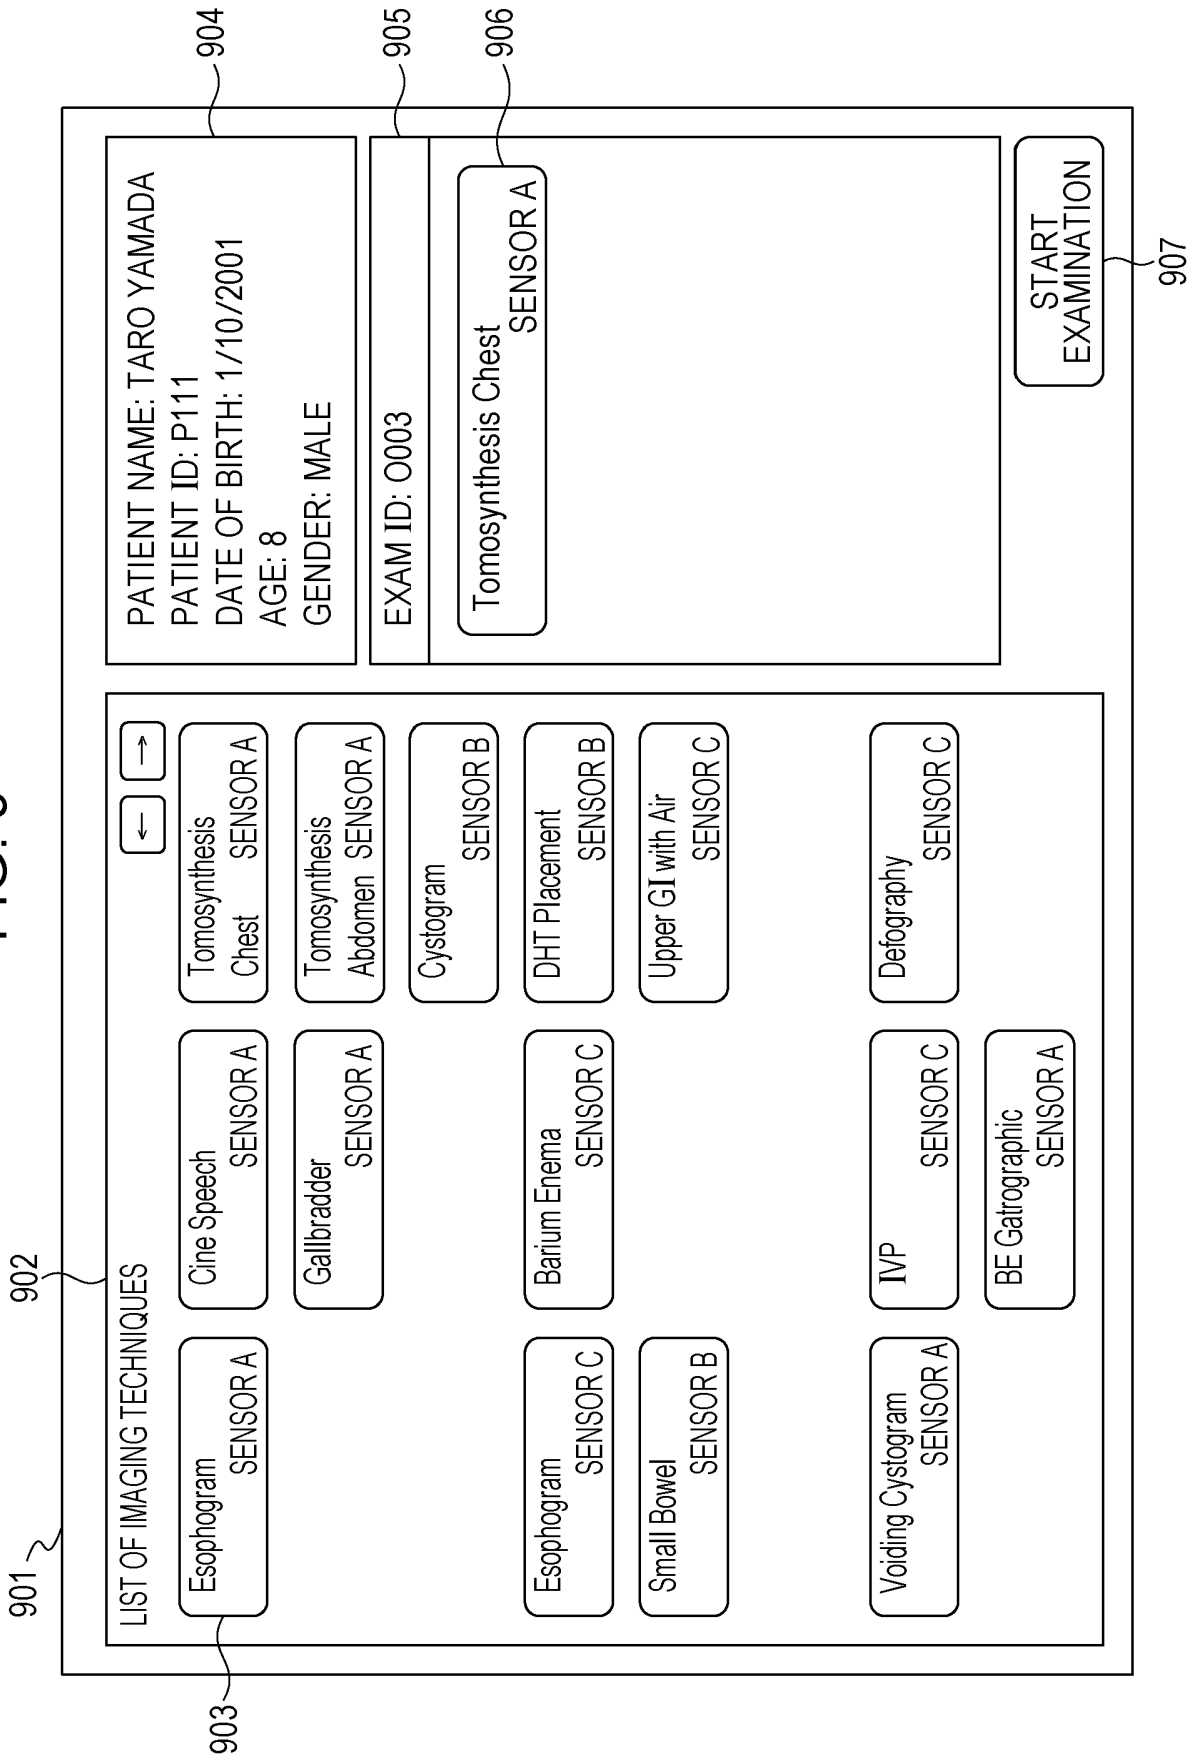 901
902
LIST OF IMAGING TECHNIQUES
← →
903
Esophogram
SENSOR A
Cine Speech
SENSOR A
Tomosynthesis
Chest SENSOR A
Gallbradder
SENSOR A
Tomosynthesis
Abdomen SENSOR A
Cystogram
SENSOR B
Esophogram
SENSOR C
Barium Enema
SENSOR C
DHT Placement
SENSOR B
Small Bowel
SENSOR B
Upper GI with Air
SENSOR C
Voiding Cystogram
SENSOR A
IVP
SENSOR C
Defography
SENSOR C
BE Gatrographic
SENSOR A
PATIENT NAME: TARO YAMADA
PATIENT ID: P111
DATE OF BIRTH: 1/10/2001
AGE: 8
GENDER: MALE
904
EXAM ID: O003
905
Tomosynthesis Chest
SENSOR A
906
START
EXAMINATION
907